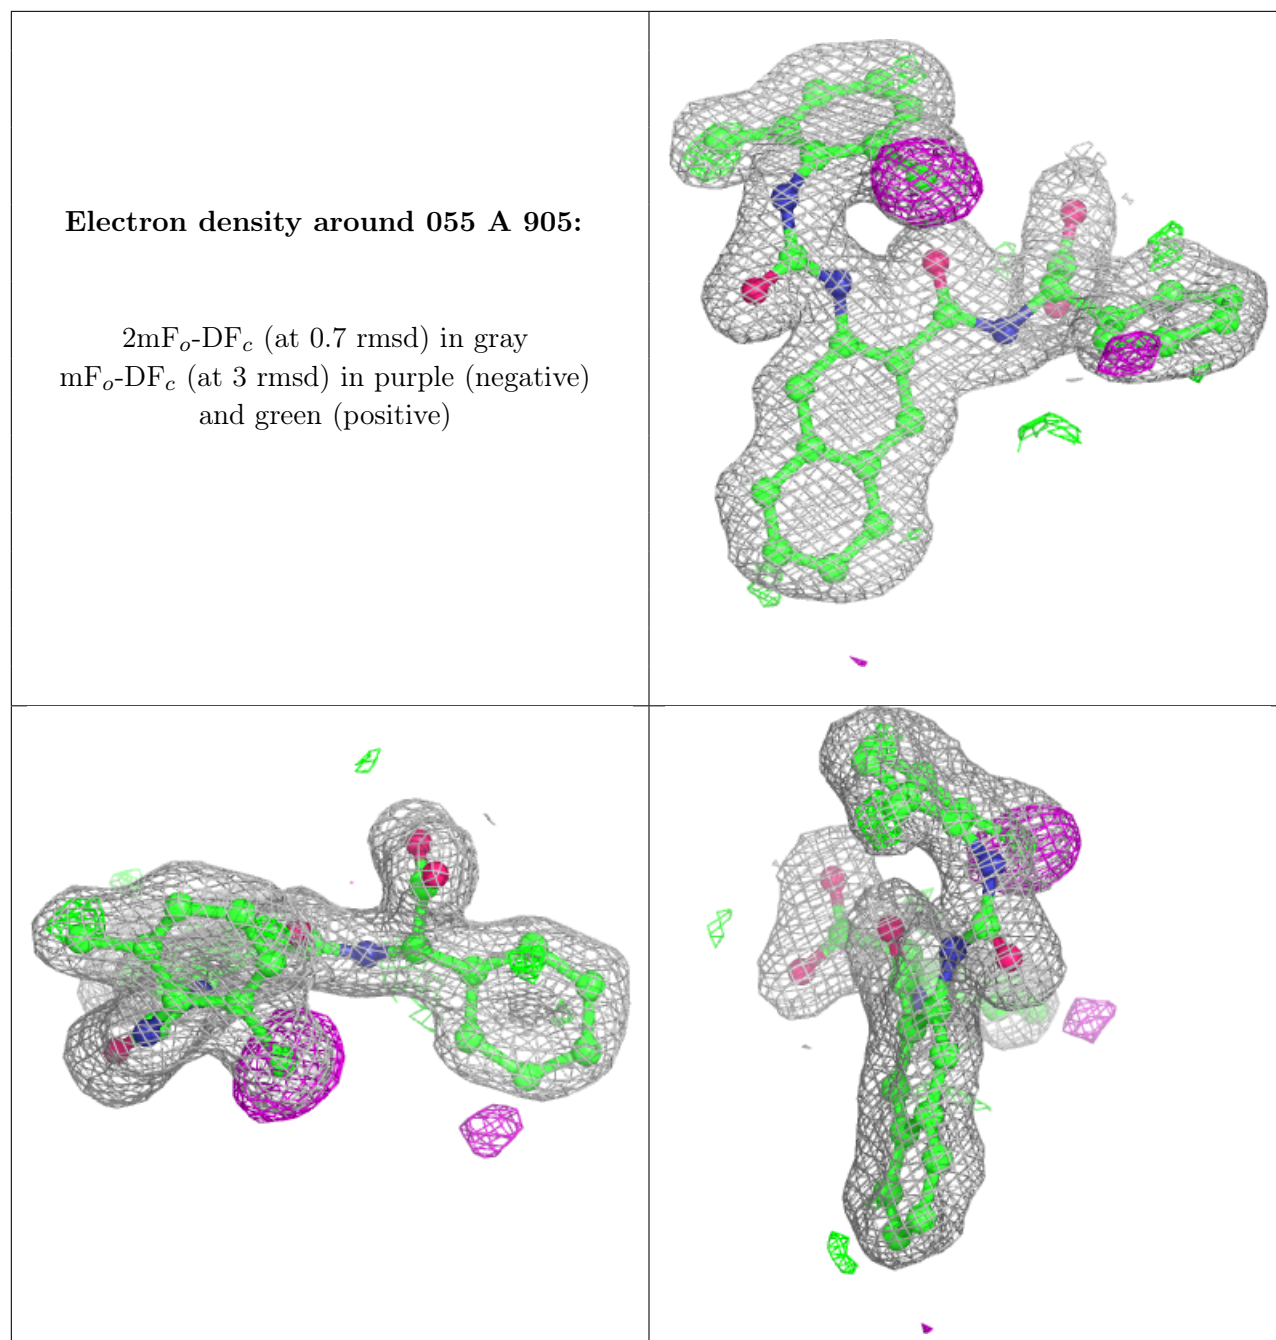 Electron density around 055 A 905:
2mFo-DFc (at 0.7 rmsd) in gray
mFo-DFc (at 3 rmsd) in purple (negative)
and green (positive)